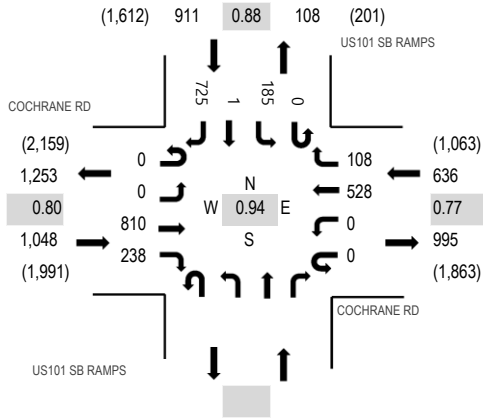 (1,612) 911 0.88 108 (201)
US101 SB RAMPS
725 1 185 0
COCHRANE RD
(2,159) (1,063)
0 108
1,253 636
N
0 528
0.80 W 0.94 E 0.77
810 0
S
1,048 995
238 0
(1,991) (1,863)
COCHRANE RD
US101 SB RAMPS